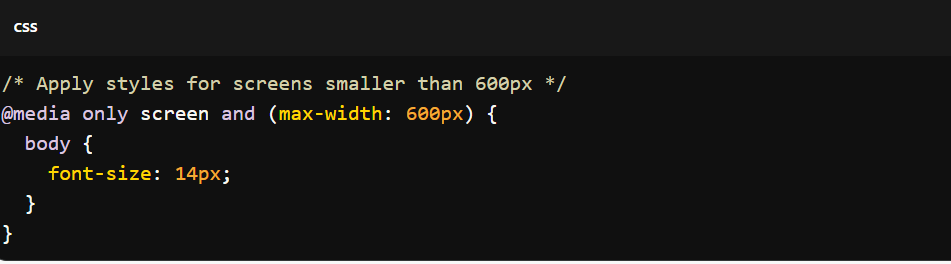 css
/* Apply styles for screens smaller than 600px */
@media only screen and (max-width: 600px) {
  body {
    font-size: 14px;
  }
}